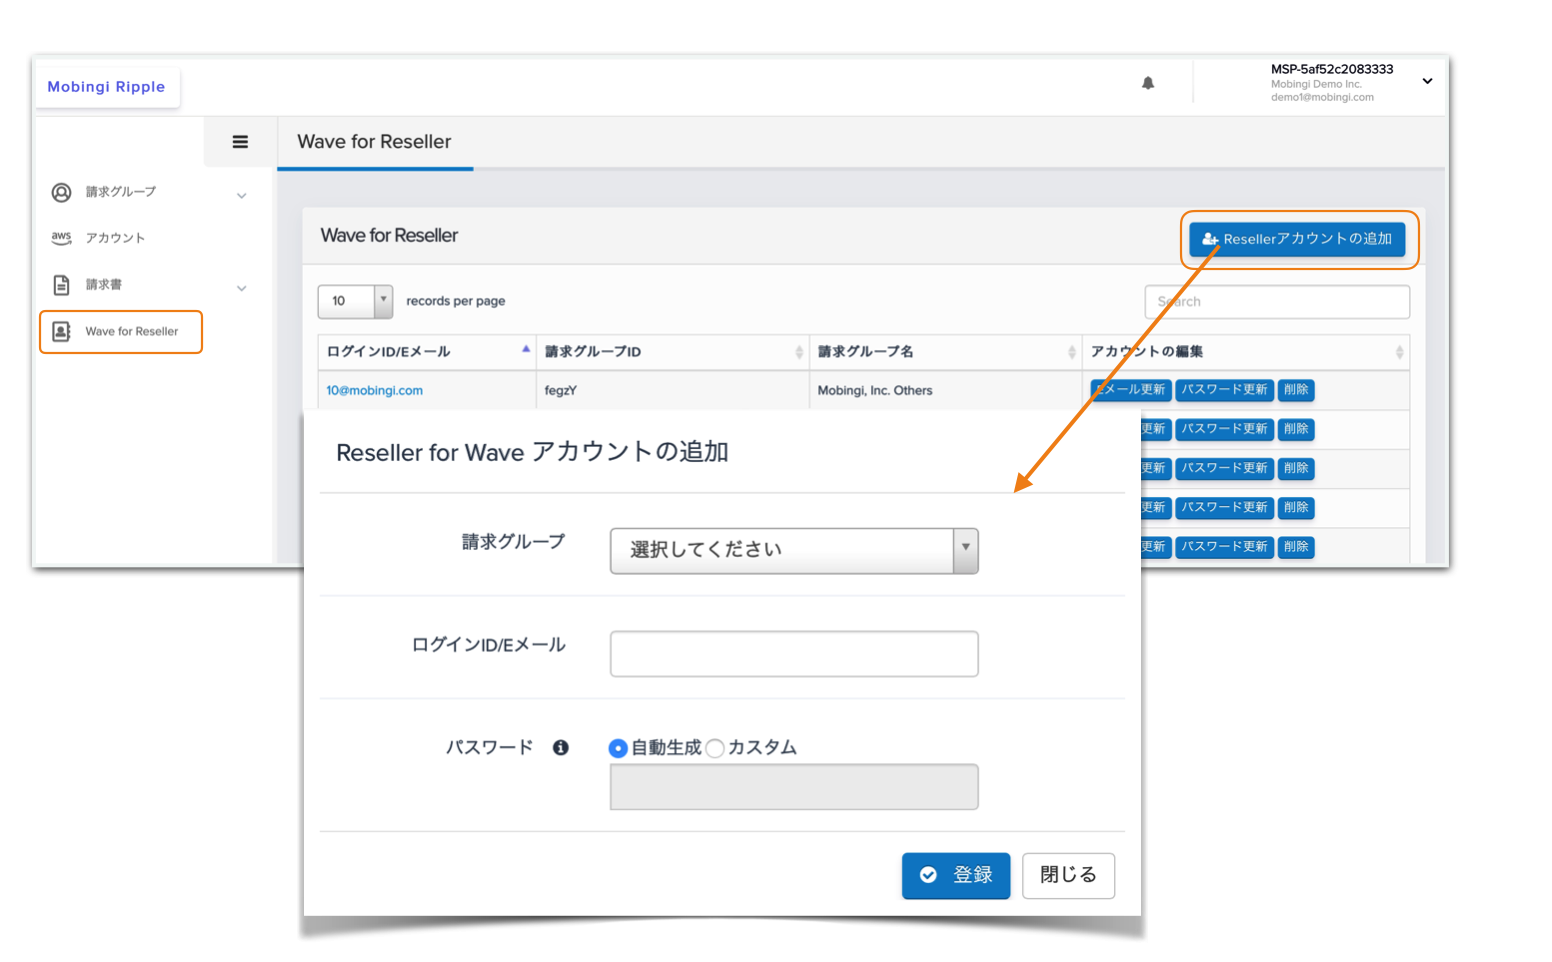 Mobingi Ripple
MSP-5af52c2083333
Mobingi Demo Inc.
demo1@mobingi.com
Wave for Reseller
請求グループ
aws アカウント
請求書
Wave for Reseller
Wave for Reseller
Resellerアカウントの追加
10 records per page
Search
ログインID/Eメール 請求グループID 請求グループ名 アカウントの編集
10@mobingi.com fegzY Mobingi, Inc. Others Eメール更新 パスワード更新 削除
更新 パスワード更新 削除
更新 パスワード更新 削除
更新 パスワード更新 削除
更新 パスワード更新 削除
Reseller for Wave アカウントの追加
請求グループ 選択してください
ログインID/Eメール
パスワード 自動生成 カスタム
登録 閉じる